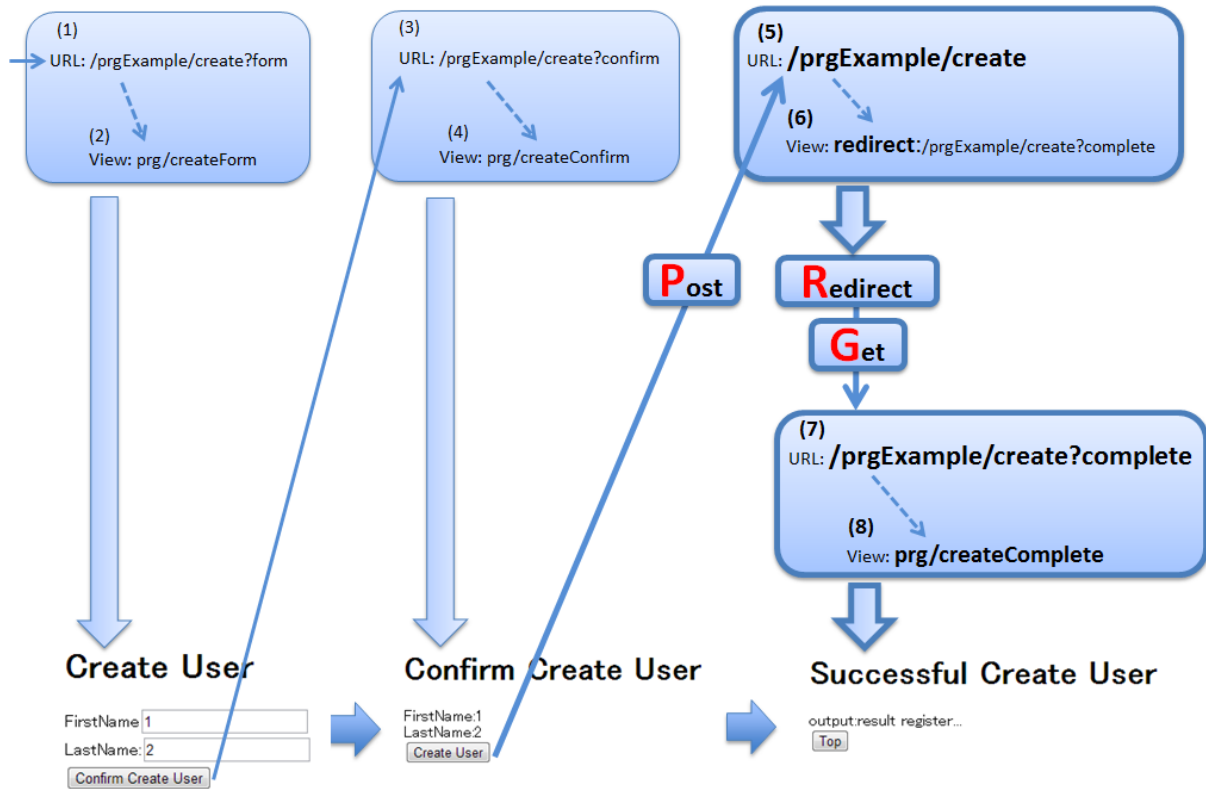 (1)
URL: /prgExample/create?form
(2)
View: prg/createForm
(3)
URL: /prgExample/create?confirm
(4)
View: prg/createConfirm
(5)
URL: /prgExample/create
(6)
View: redirect:/prgExample/create?complete
Post
Redirect
Get
(7)
URL: /prgExample/create?complete
(8)
View: prg/createComplete
Create User
FirstName 1
LastName: 2
Confirm Create User
Confirm Create User
FirstName:1
LastName:2
Create User
Successful Create User
output:result register...
Top